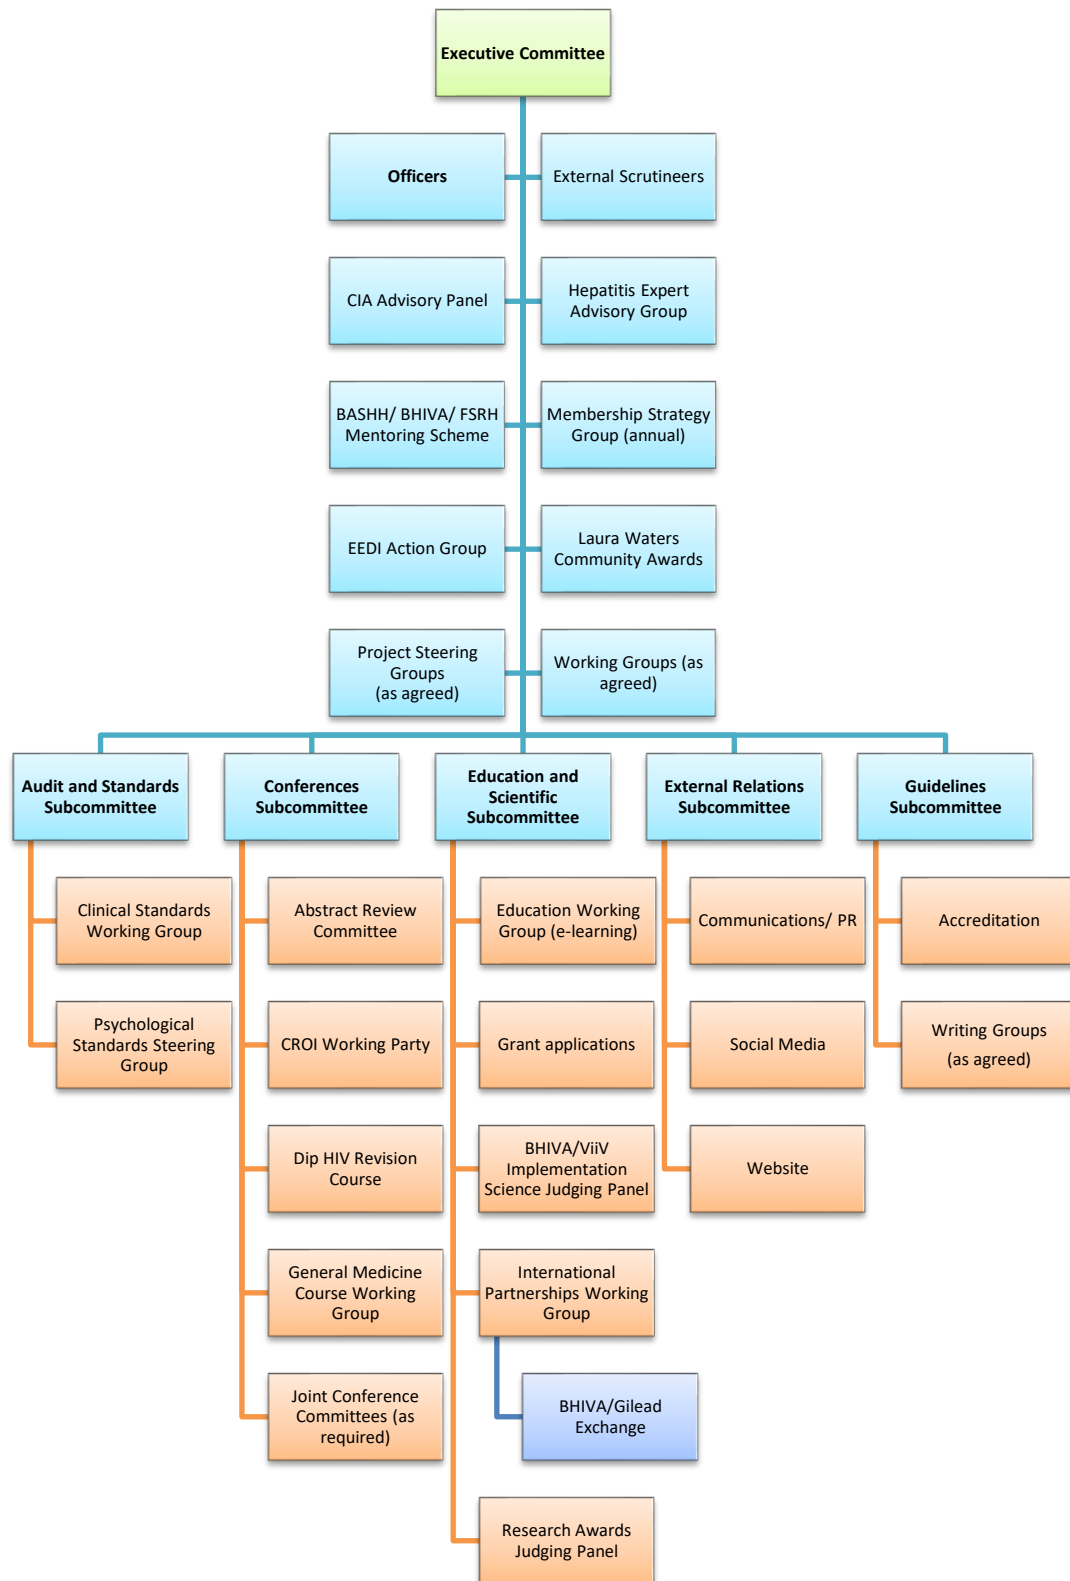 Executive Committee
Officers
External Scrutineers
CIA Advisory Panel
Hepatitis Expert
Advisory Group
BASHH/ BHIVA/ FSRH
Mentoring Scheme
Membership Strategy
Group (annual)
EEDI Action Group
Laura Waters
Community Awards
Project Steering
Groups
(as agreed)
Working Groups (as
agreed)
Audit and Standards
Subcommittee
Conferences
Subcommittee
Education and
Scientific
Subcommittee
External Relations
Subcommittee
Guidelines
Subcommittee
Clinical Standards
Working Group
Abstract Review
Committee
Education Working
Group (e-learning)
Communications/ PR
Accreditation
Psychological
Standards Steering
Group
CROI Working Party
Grant applications
Social Media
Writing Groups
(as agreed)
Dip HIV Revision
Course
BHIVA/ViiV
Implementation
Science Judging Panel
Website
General Medicine
Course Working
Group
International
Partnerships Working
Group
Joint Conference
Committees (as
required)
BHIVA/Gilead
Exchange
Research Awards
Judging Panel